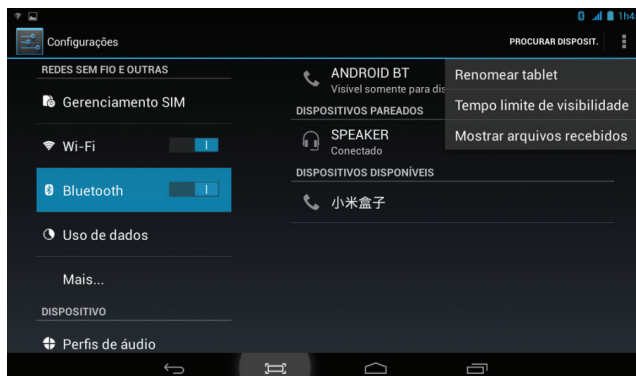 1h4
Configurações
PROCURAR DISPOSIT.
REDES SEM FIO E OUTRAS
Gerenciamento SIM
Wi-Fi
Bluetooth
Uso de dados
Mais...
DISPOSITIVO
Perfis de áudio
ANDROID BT
Visível somente para dis
DISPOSITIVOS PAREADOS
SPEAKER
Conectado
DISPOSITIVOS DISPONÍVEIS
小米盒子
Renomear tablet
Tempo limite de visibilidade
Mostrar arquivos recebidos